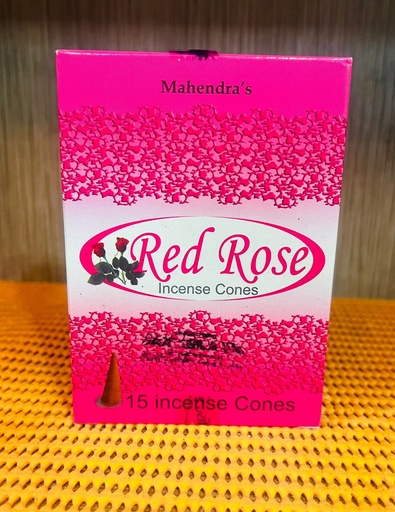 Mahendra's
Red Rose
Incense Cones
15 incense Cones